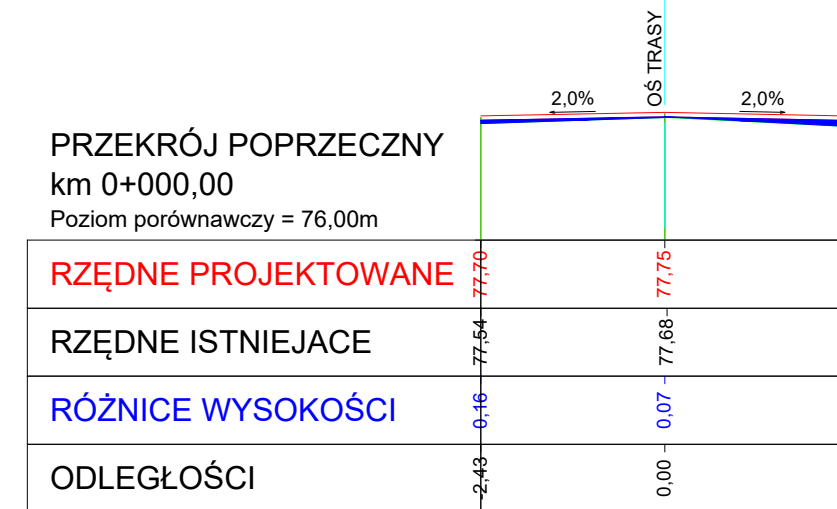 OŚ TRASY
2,0% 2,0%
PRZEKRÓJ POPRZECZNY
km 0+000,00
Poziom porównawczy = 76,00m
RZĘDNE PROJEKTOWANE 77,70 77,75
RZĘDNE ISTNIEJACE 77,54 77,68
RÓŻNICE WYSOKOŚCI 0,16 0,07
ODLEGŁOŚCI -2,43 0,00